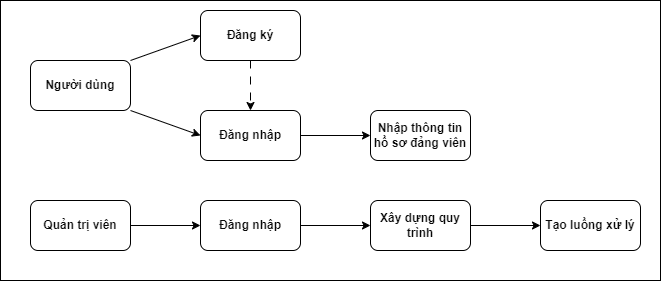 Đăng ký
Người dùng
Đăng nhập
Nhập thông tin
hồ sơ đảng viên
Quản trị viên
Đăng nhập
Xây dựng quy
trình
Tạo luồng xử lý